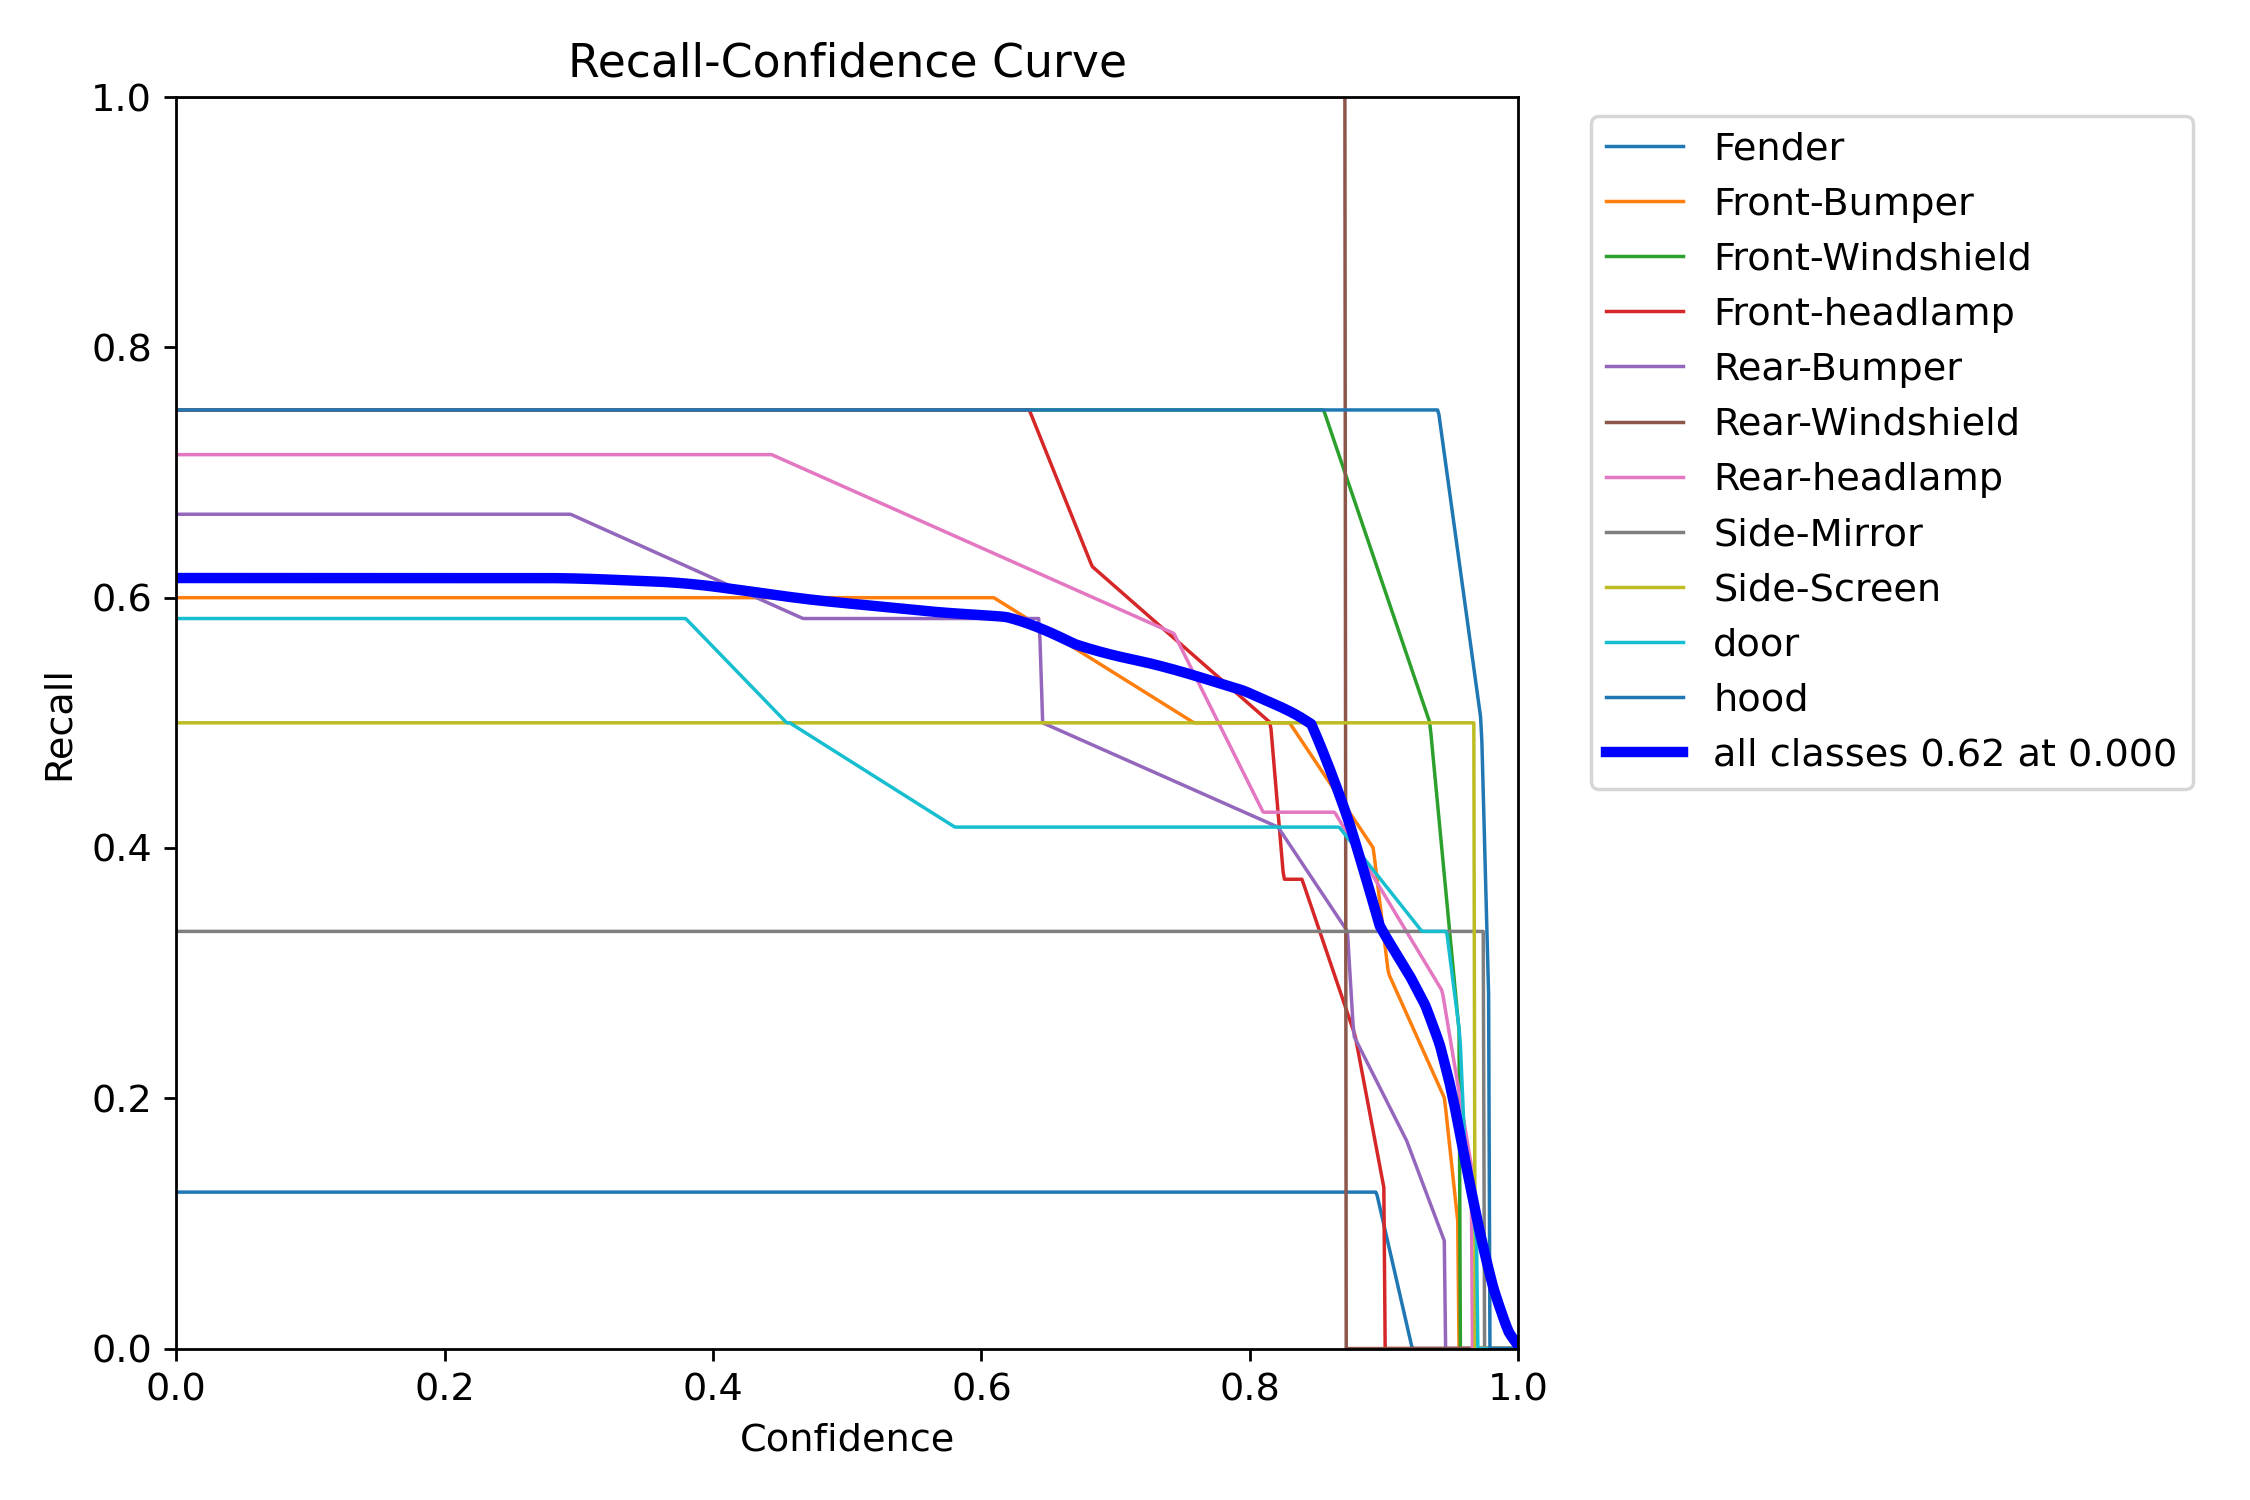 Recall-Confidence Curve
1.0
0.8
0.6
0.4
0.2
0.0
Recall
0.0 0.2 0.4 0.6 0.8 1.0
Confidence
Fender
Front-Bumper
Front-Windshield
Front-headlamp
Rear-Bumper
Rear-Windshield
Rear-headlamp
Side-Mirror
Side-Screen
door
hood
all classes 0.62 at 0.000